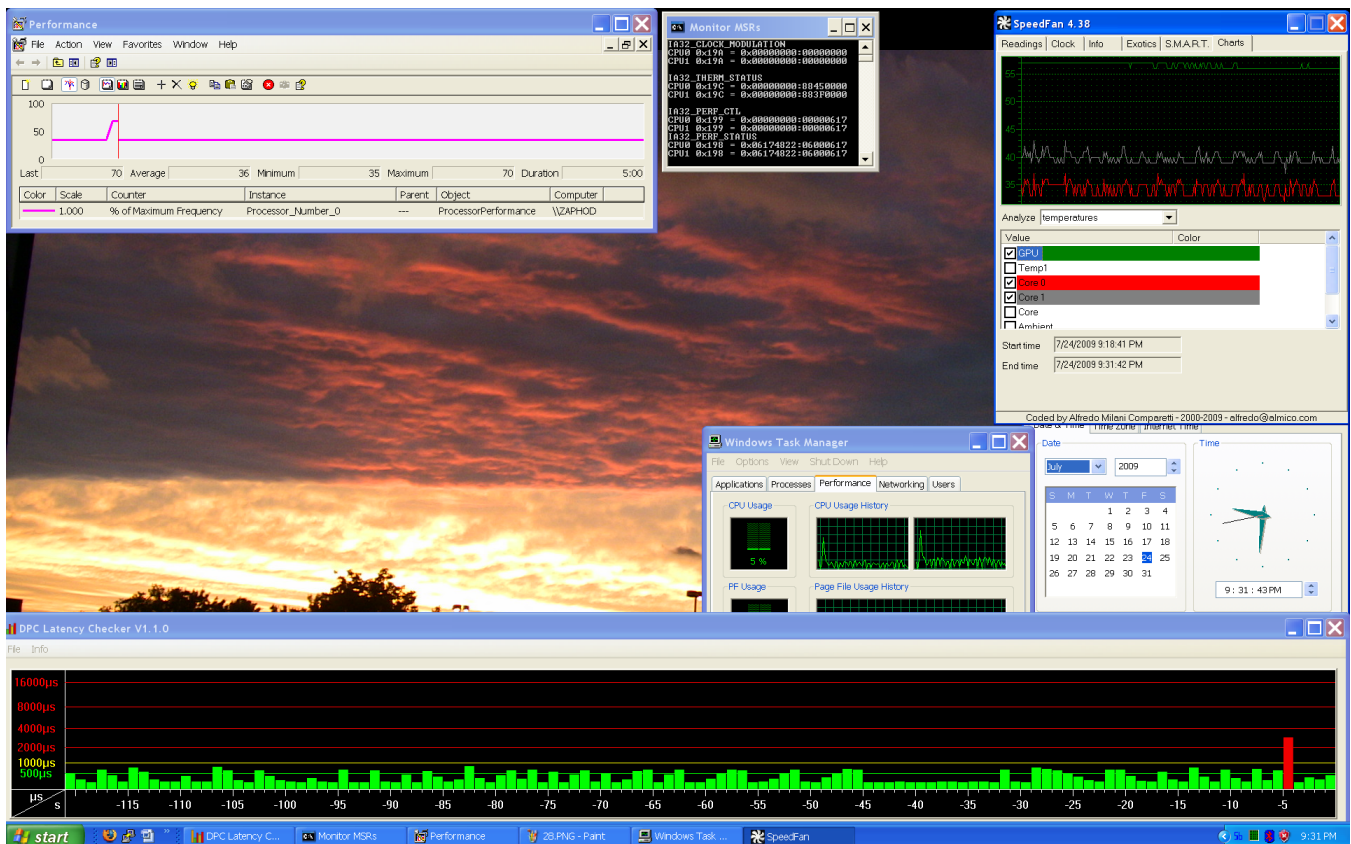 Performance
File Action View Favorites Window Help
100
50
0
Last 70 Average 36 Minimum 35 Maximum 70 Duration 5:00
Color Scale Counter Instance Parent Object Computer
1.000 % of Maximum Frequency Processor_Number_0 --- ProcessorPerformance \\ZAPHOD
Monitor MSRs
IA32_CLOCK_MODULATION
CPU0 0x19A = 0x00000000:00000000
CPU1 0x19A = 0x00000000:00000000
IA32_THERM_STATUS
CPU0 0x19C = 0x00000000:88450000
CPU1 0x19C = 0x00000000:883F0000
IA32_PERF_CTL
CPU0 0x199 = 0x00000000:00000617
CPU1 0x199 = 0x00000000:00000617
IA32_PERF_STATUS
CPU0 0x198 = 0x06174822:06000617
CPU1 0x198 = 0x06174822:06000617
SpeedFan 4.38
Readings Clock Info Exotics S.M.A.R.T. Charts
55
50
45
40
35
Analyze temperatures
Value Color
GPU
Temp1
Core 0
Core 1
Core
Ambient
Start time 7/24/2009 9:18:41 PM
End time 7/24/2009 9:31:42 PM
Coded by Alfredo Milani Comparetti - 2000-2009 - alfredo@almico.com
Date & Time Time Zone Internet Time
Date
July 2009
S M T W T F S
1 2 3 4
5 6 7 8 9 10 11
12 13 14 15 16 17 18
19 20 21 22 23 24 25
26 27 28 29 30 31
Time
9 : 31 : 43 PM
Windows Task Manager
File Options View Shut Down Help
Applications Processes Performance Networking Users
CPU Usage CPU Usage History
5 %
PF Usage Page File Usage History
DPC Latency Checker V1.1.0
File Info
16000µs
8000µs
4000µs
2000µs
1000µs
500µs
µs s -115 -110 -105 -100 -95 -90 -85 -80 -75 -70 -65 -60 -55 -50 -45 -40 -35 -30 -25 -20 -15 -10 -5
start DPC Latency C... Monitor MSRs Performance 28.PNG - Paint Windows Task ... SpeedFan 9:31 PM